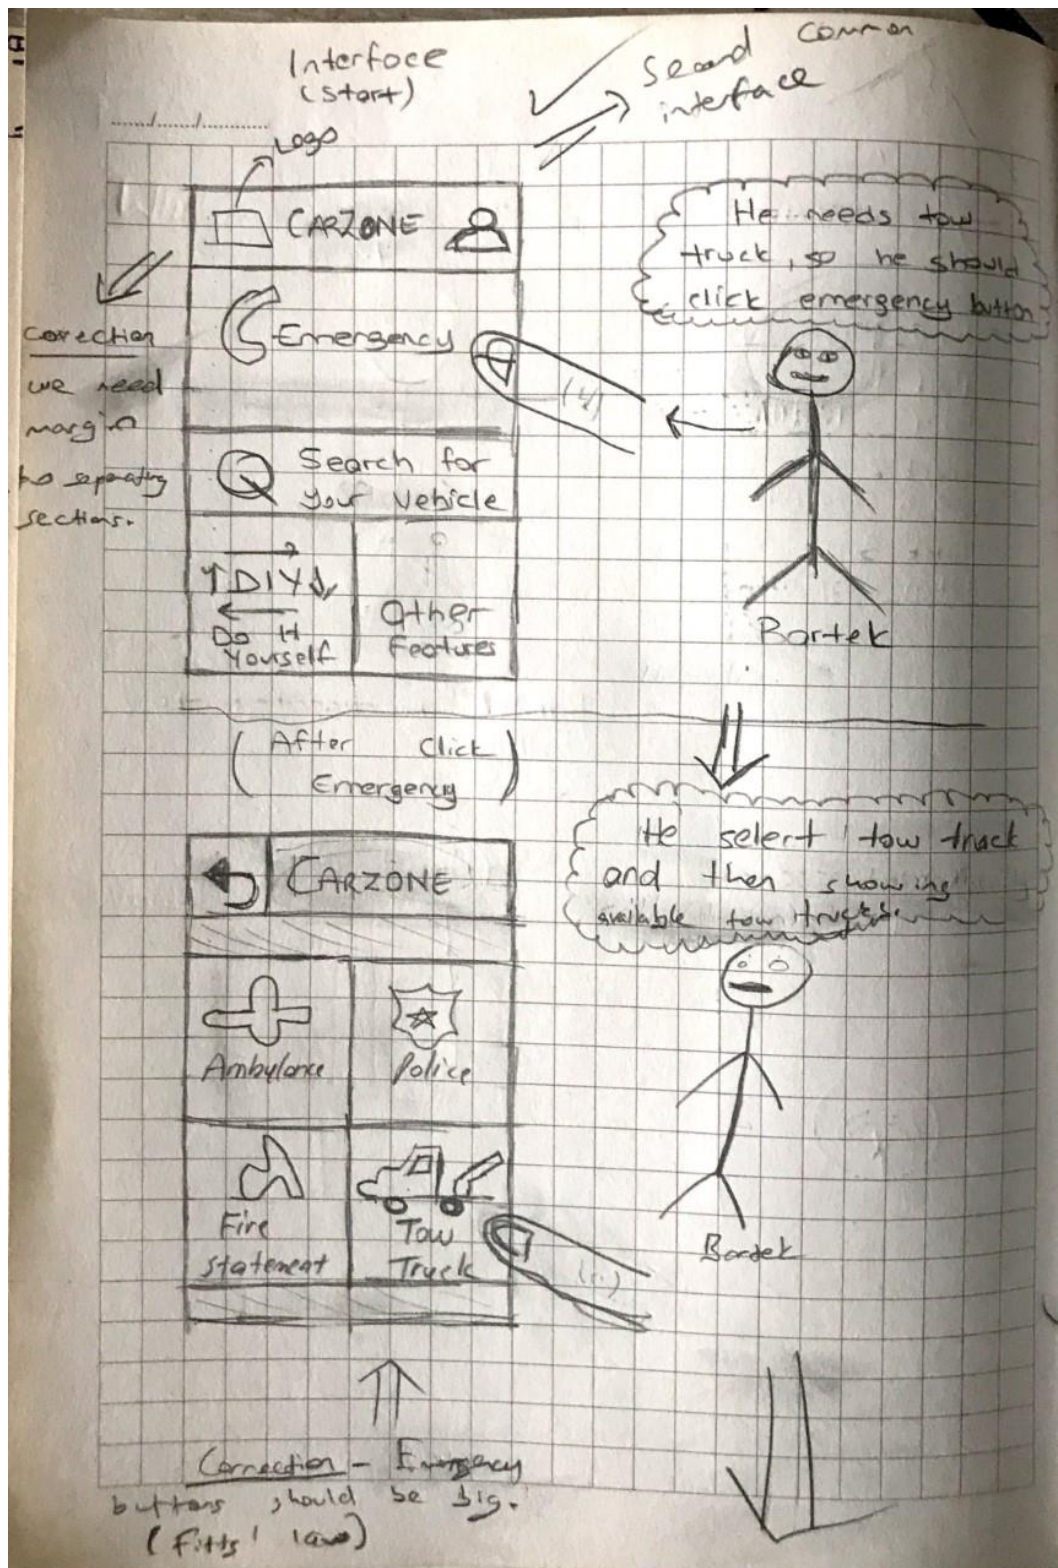 Interface
(start)
Second Common
interface
Logo
CARZONE
He needs tow
truck, so he should
click emergency button
Emergency
Corection
we need
margin
sections.
Search for
your vehicle
DIY
Do It
Yourself
Other
Features
Bartek
(After Click
Emergency)
CARZONE
He select tow truck
and then showing
available tow trucks.
Ambulance
Police
Fire
statement
Tow
Truck
Bartek
Correction - Emergency
buttons should be big.
(Fitts' law)